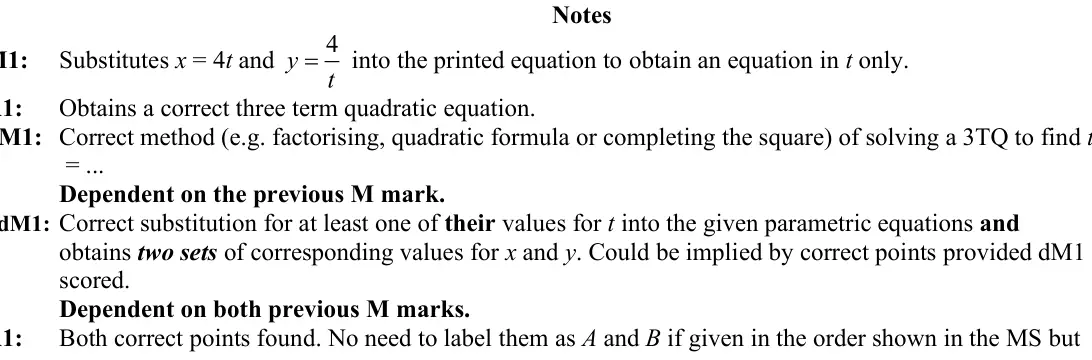 Notes
M1: Substitutes x = 4t and y = 4/t into the printed equation to obtain an equation in t only.
1: Obtains a correct three term quadratic equation.
M1: Correct method (e.g. factorising, quadratic formula or completing the square) of solving a 3TQ to find t
= ...
Dependent on the previous M mark.
dM1: Correct substitution for at least one of their values for t into the given parametric equations and
obtains two sets of corresponding values for x and y. Could be implied by correct points provided dM1
scored.
Dependent on both previous M marks.
1: Both correct points found. No need to label them as A and B if given in the order shown in the MS but